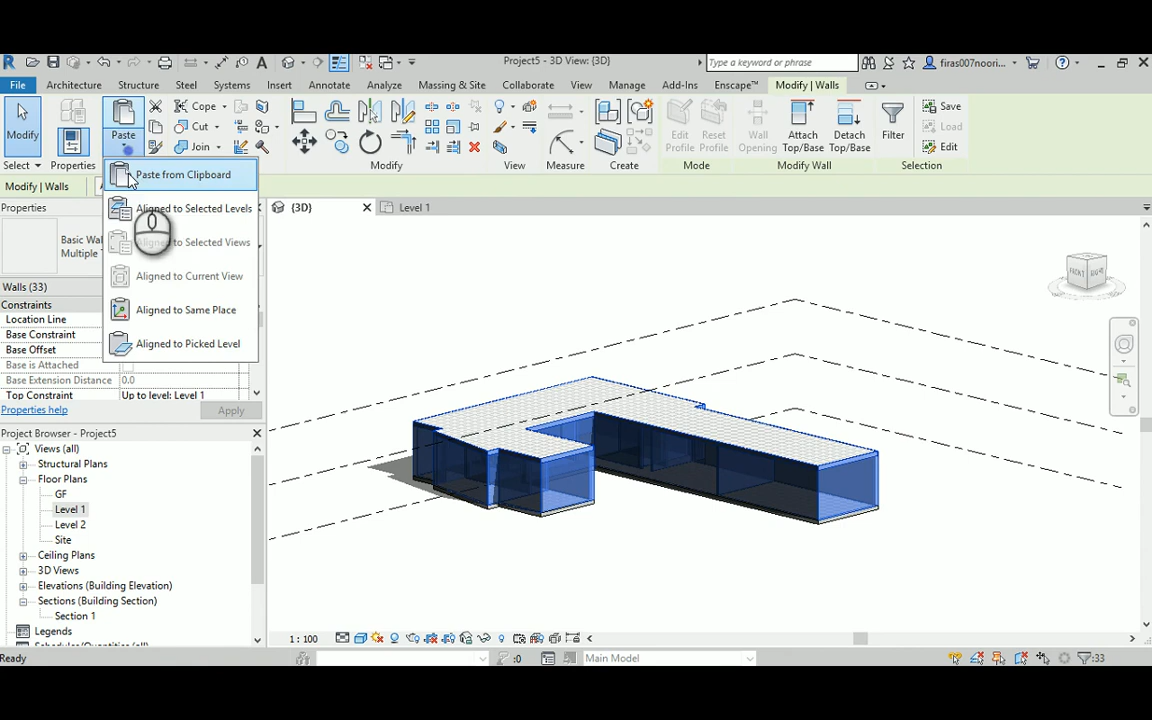 Project5 - 3D View: {3D}
Type a keyword or phrase
firas007noori...
File Architecture Structure Steel Systems Insert Annotate Analyze Massing & Site Collaborate View Manage Add-Ins Enscape™ Modify | Walls
Modify
Select
Properties
Paste
Cope
Cut
Join
Modify
View
Measure
Create
Edit Profile
Reset Profile
Mode
Wall Opening
Attach Top/Base
Detach Top/Base
Modify Wall
Filter
Save
Load
Edit
Selection
Modify | Walls
Paste from Clipboard
Aligned to Selected Levels
Aligned to Selected Views
Aligned to Current View
Aligned to Same Place
Aligned to Picked Level
Properties
Basic Wa
Multiple
Walls (33)
Constraints
Location Line
Base Constraint
Base Offset
Base is Attached
Base Extension Distance 0.0
Top Constraint Up to level: Level 1
Properties help Apply
Project Browser - Project5
Views (all)
Structural Plans
Floor Plans
GF
Level 1
Level 2
Site
Ceiling Plans
3D Views
Elevations (Building Elevation)
Sections (Building Section)
Section 1
Legends
{3D} Level 1
FRONT RIGHT
1 : 100
Ready
:0
Main Model
:33